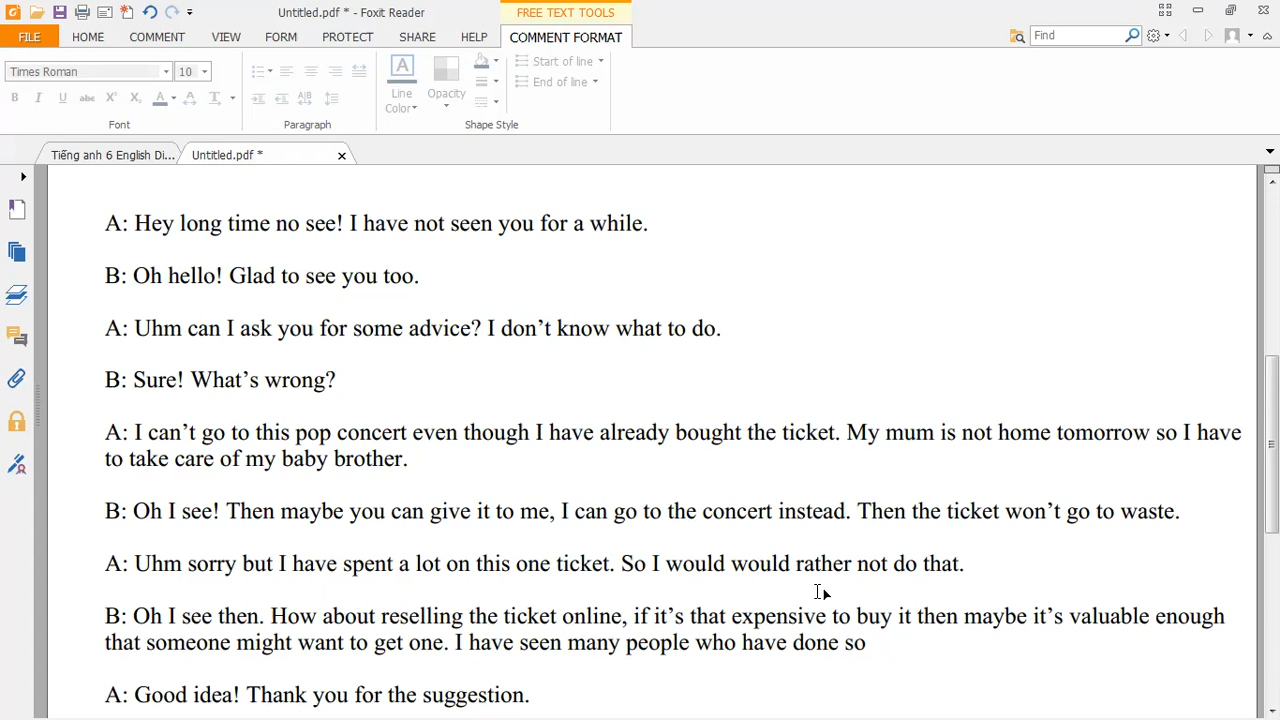 Untitled.pdf * - Foxit Reader
FREE TEXT TOOLS
FILE HOME COMMENT VIEW FORM PROTECT SHARE HELP COMMENT FORMAT
Find
Times Roman 10
Start of line
End of line
Line Color
Opacity
Font Paragraph Shape Style
Tiếng anh 6 English Di... Untitled.pdf *
A: Hey long time no see! I have not seen you for a while.
B: Oh hello! Glad to see you too.
A: Uhm can I ask you for some advice? I don’t know what to do.
B: Sure! What’s wrong?
A: I can’t go to this pop concert even though I have already bought the ticket. My mum is not home tomorrow so I have
to take care of my baby brother.
B: Oh I see! Then maybe you can give it to me, I can go to the concert instead. Then the ticket won’t go to waste.
A: Uhm sorry but I have spent a lot on this one ticket. So I would would rather not do that.
B: Oh I see then. How about reselling the ticket online, if it’s that expensive to buy it then maybe it’s valuable enough
that someone might want to get one. I have seen many people who have done so
A: Good idea! Thank you for the suggestion.